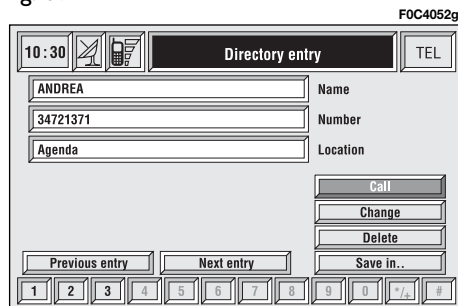 F0C4052g
10:30 Directory entry TEL
ANDREA Name
34721371 Number
Agenda Location
Call
Change
Delete
Previous entry Next entry Save in..
1 2 3 4 5 6 7 8 9 0 */+ #